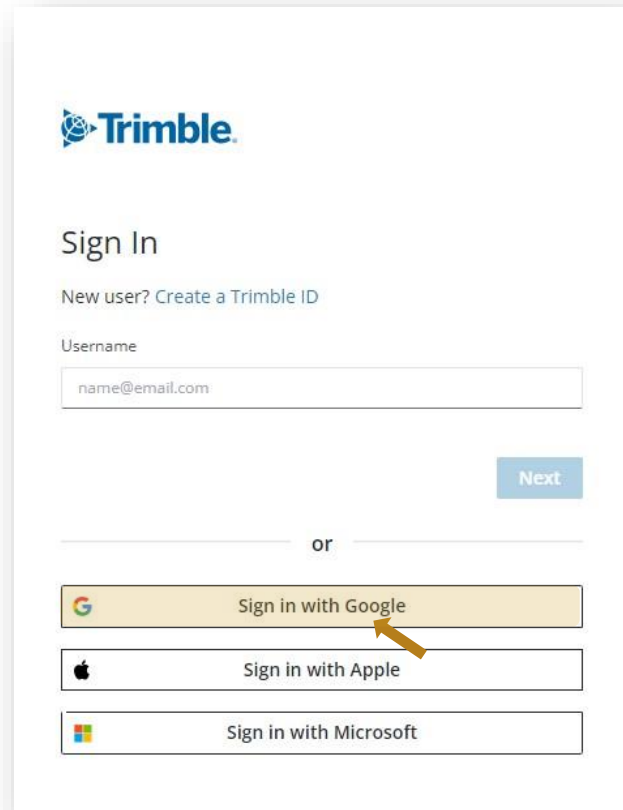 Trimble.
Sign In
New user? Create a Trimble ID
Username
name@email.com
Next
or
Sign in with Google
Sign in with Apple
Sign in with Microsoft